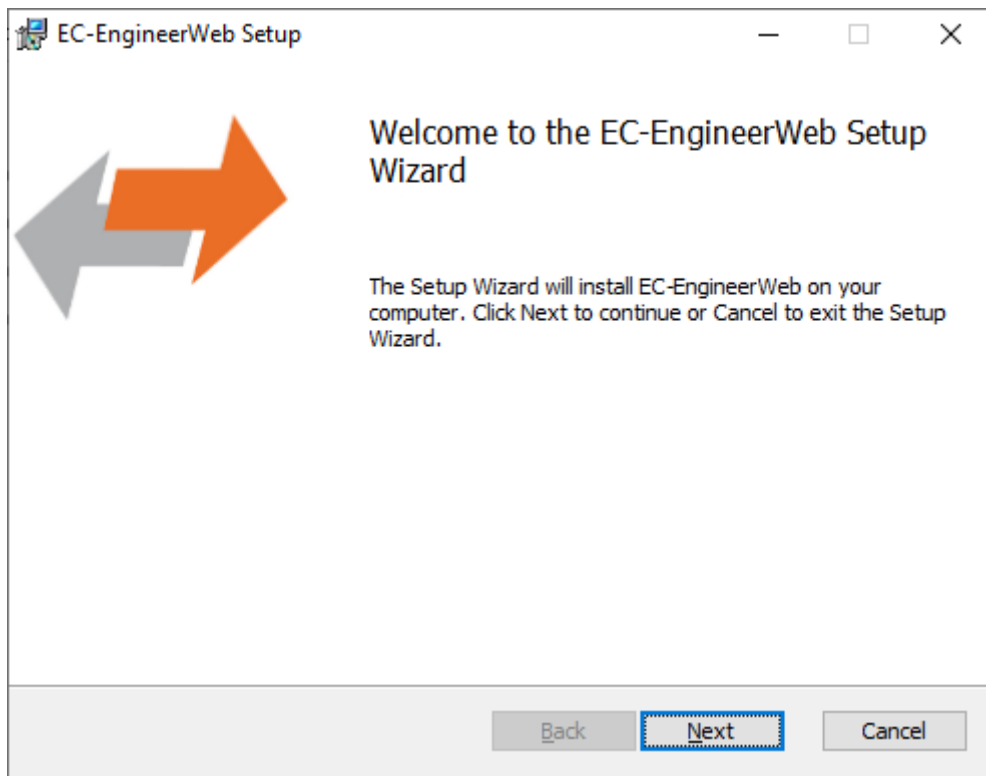 EC-EngineerWeb Setup
Welcome to the EC-EngineerWeb Setup
Wizard
The Setup Wizard will install EC-EngineerWeb on your
computer. Click Next to continue or Cancel to exit the Setup
Wizard.
Back Next Cancel